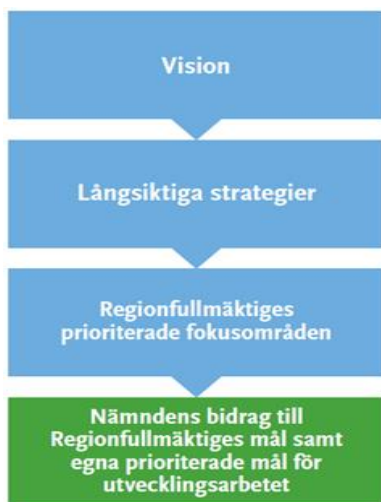 Vision
Långsiktiga strategier
Regionfullmäktiges
prioriterade fokusområden
Nämndens bidrag till
Regionfullmäktiges mål samt
egna prioriterade mål för
utvecklingsarbetet